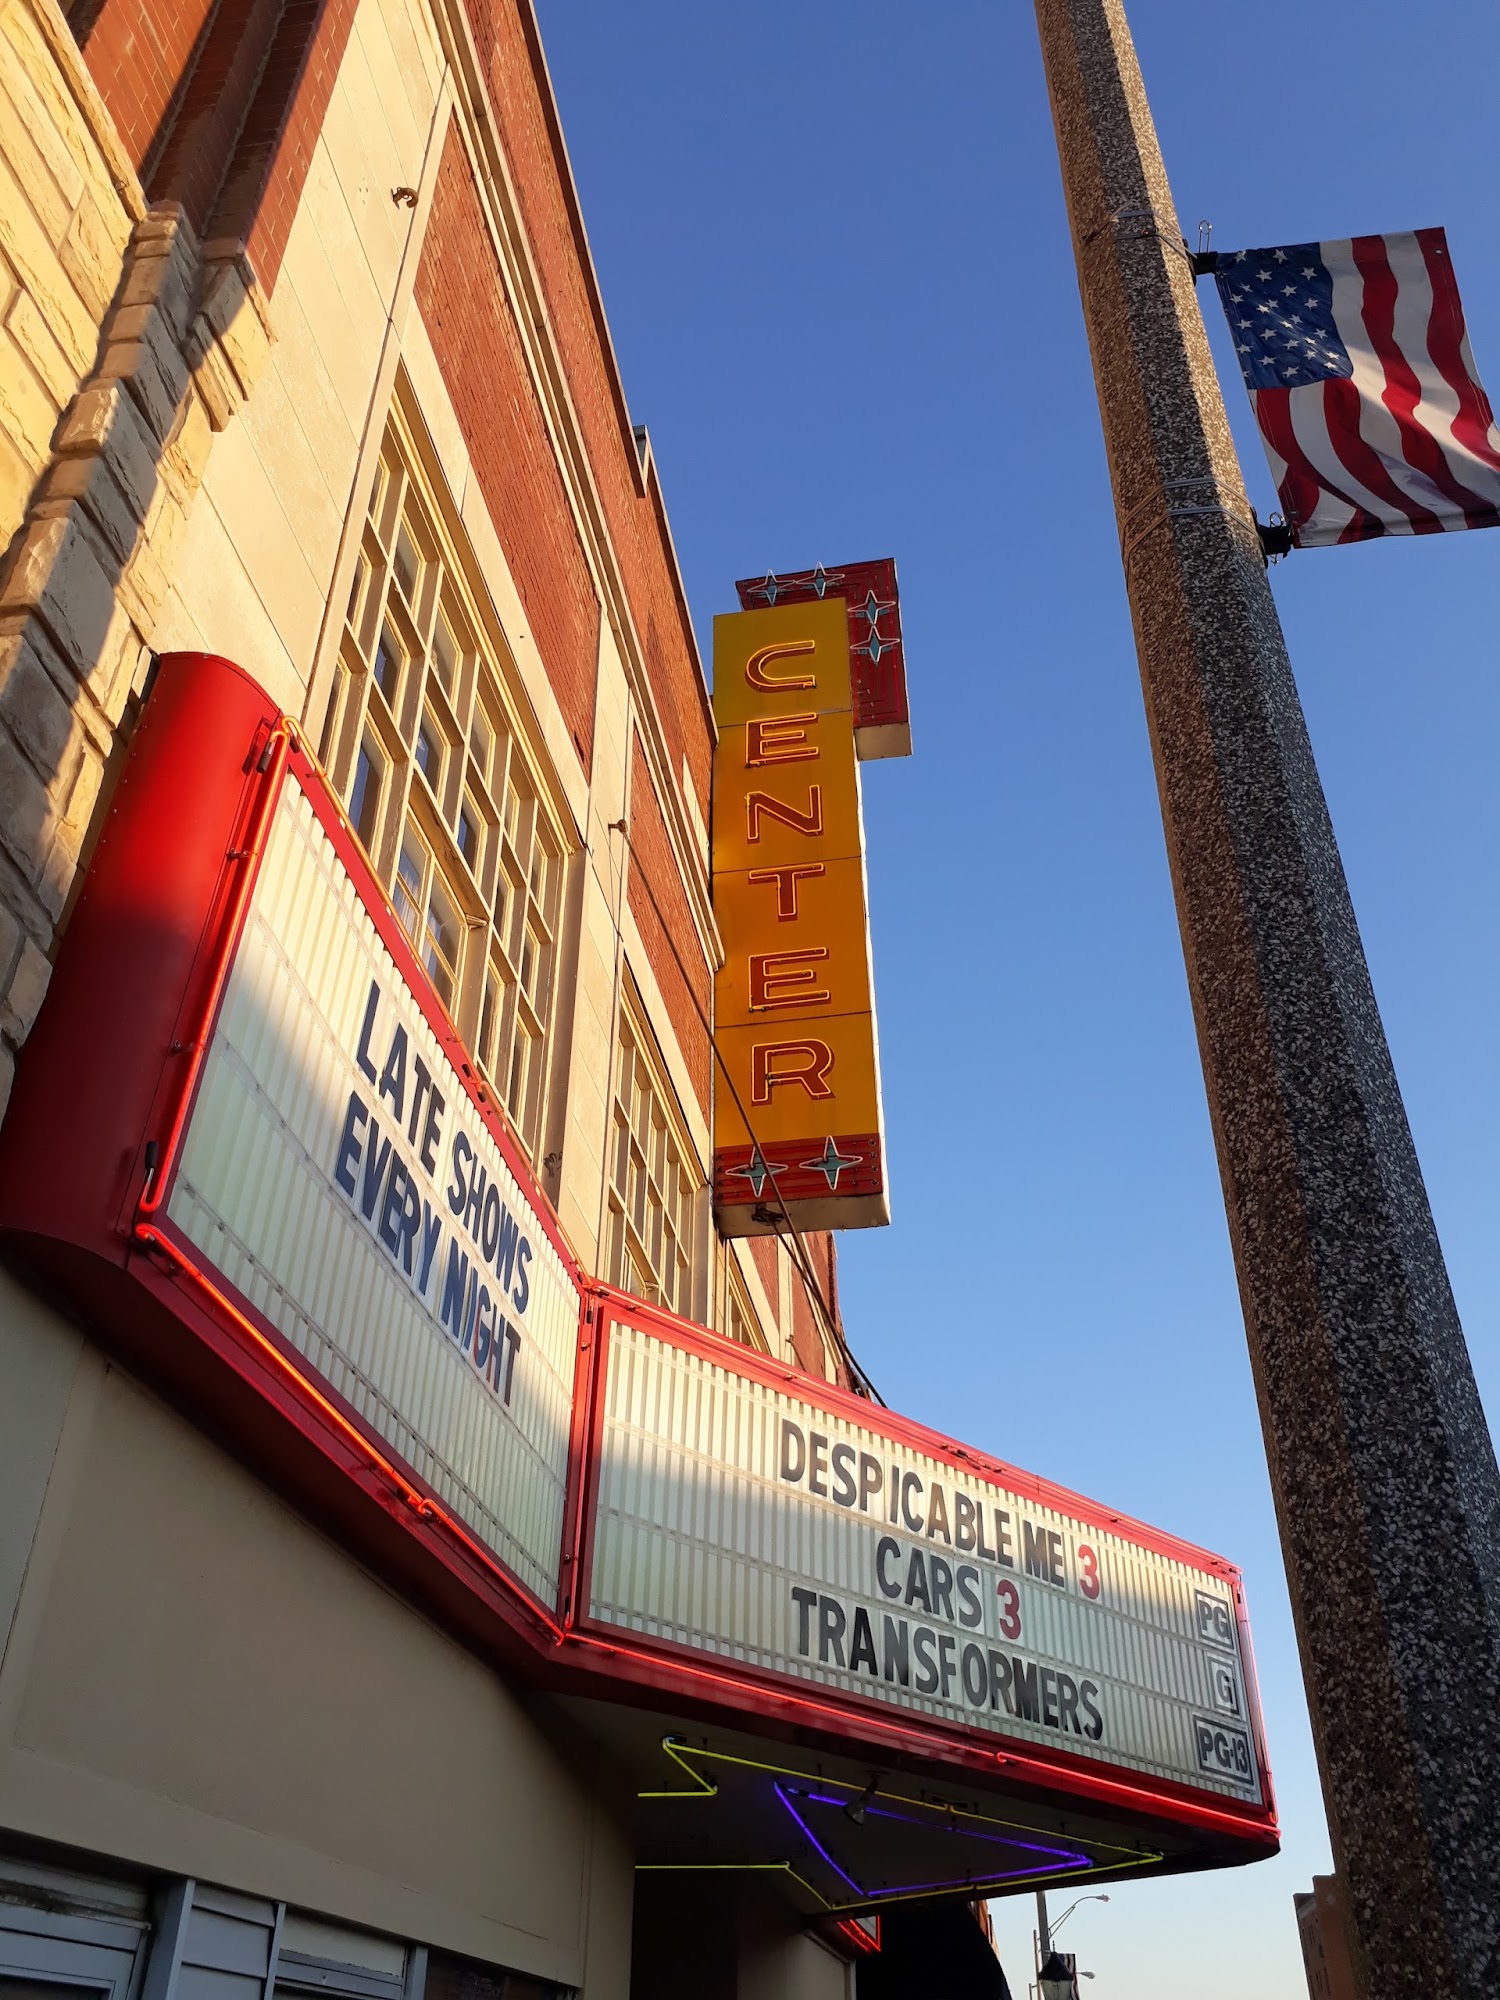 CENTER
LATE SHOWS
EVERY NIGHT
DESPICABLE ME 3 PG
CARS 3 G
TRANSFORMERS PG-13